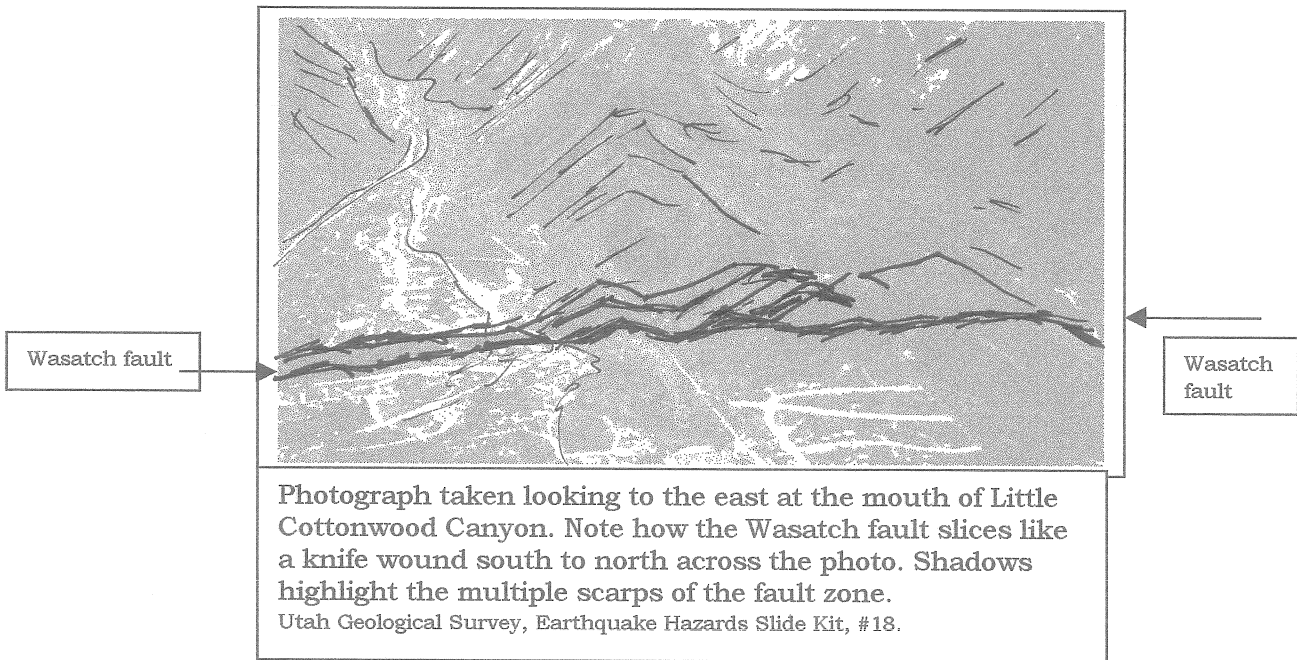 Wasatch fault
Wasatch
fault
Photograph taken looking to the east at the mouth of Little
Cottonwood Canyon. Note how the Wasatch fault slices like
a knife wound south to north across the photo. Shadows
highlight the multiple scarps of the fault zone.
Utah Geological Survey, Earthquake Hazards Slide Kit, #18.